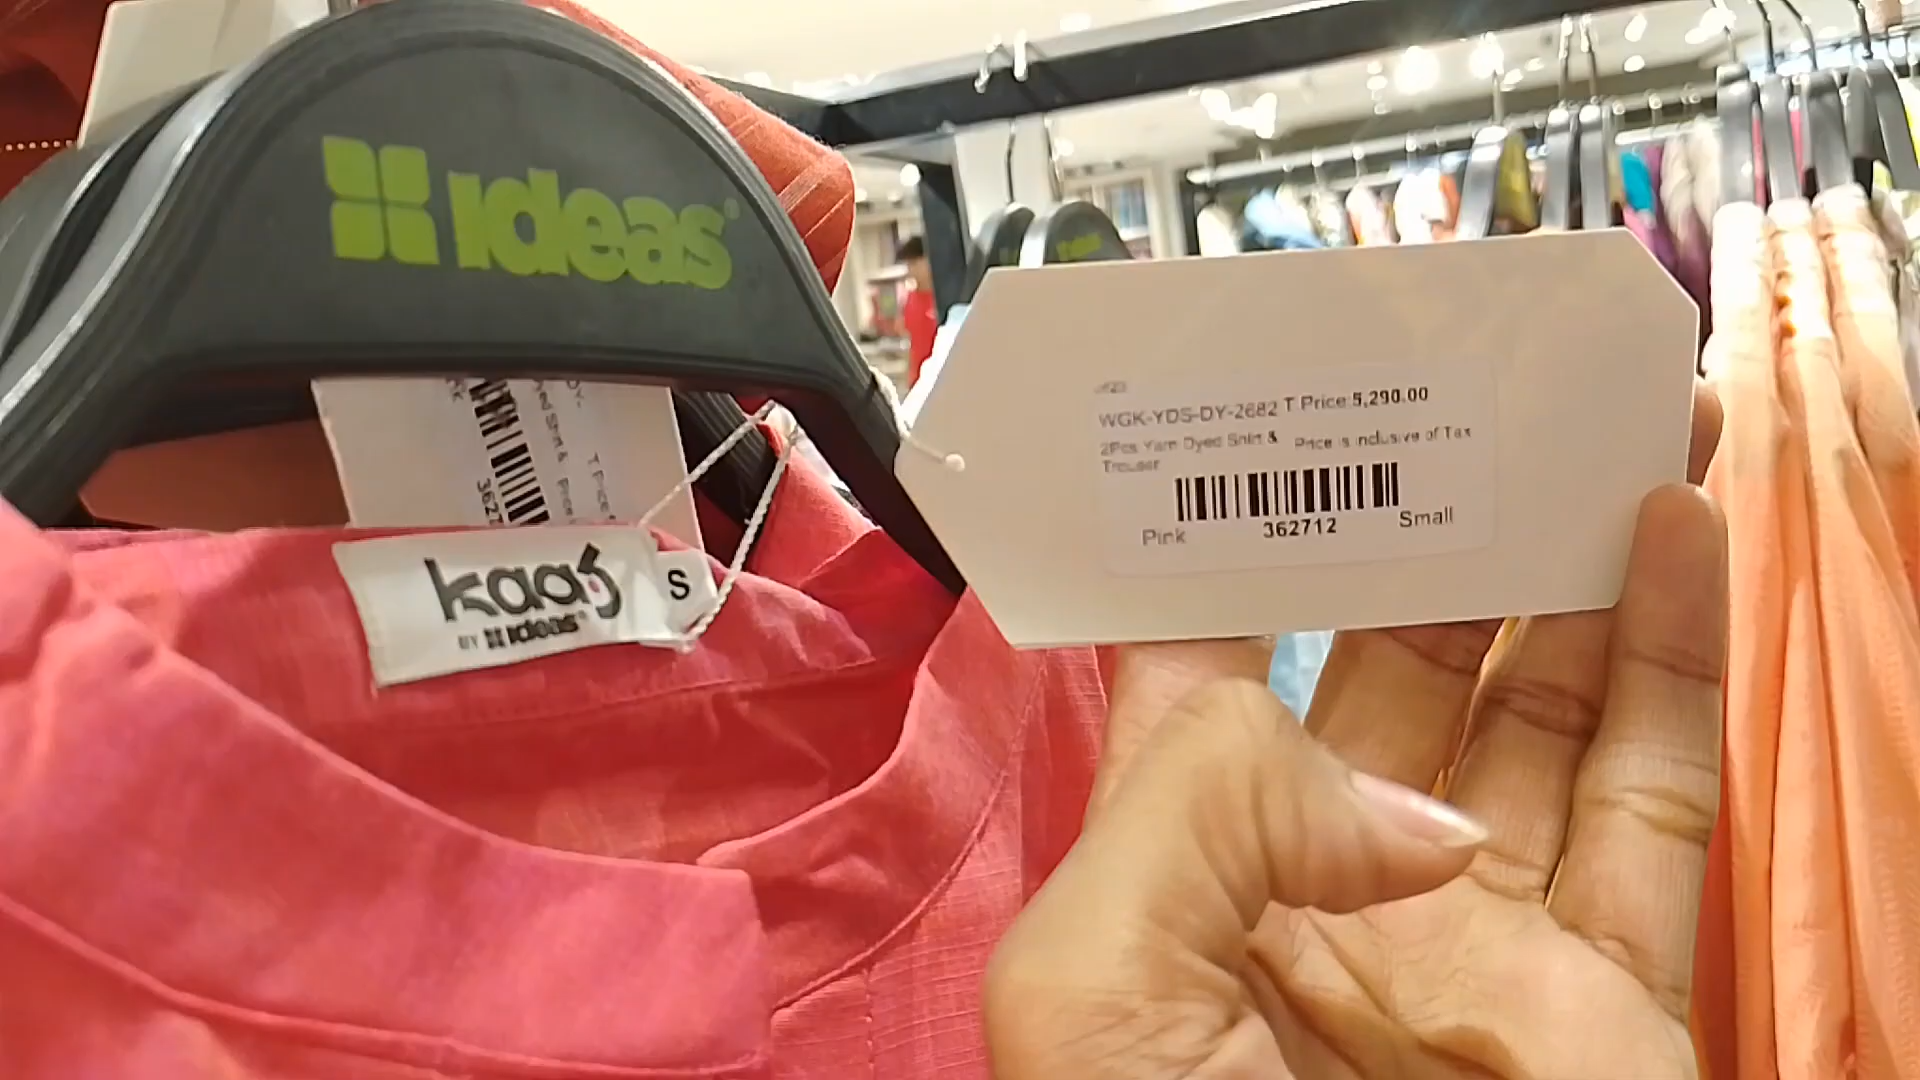 ideas
kaaj
BY ideas
S
WGK-YDS-DY-2682 T Price:5,290.00
2Pcs Yarn Dyed Shirt & Price is inclusive of Tax
Trouser
Pink 362712 Small